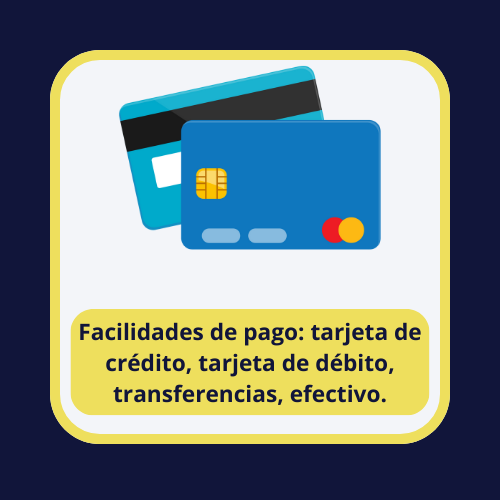 Facilidades de pago: tarjeta de
crédito, tarjeta de débito,
transferencias, efectivo.